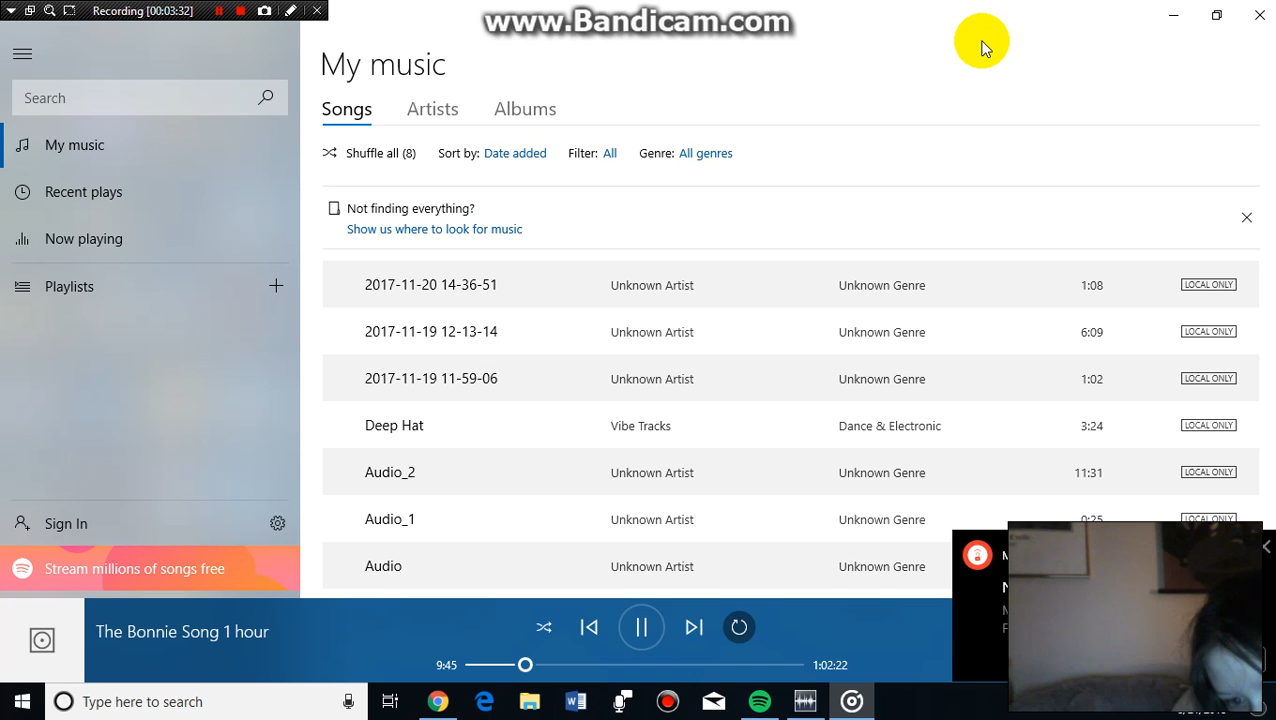 Recording [00:03:32]
www.Bandicam.com
My music
Search
Songs Artists Albums
My music
Shuffle all (8) Sort by: Date added Filter: All Genre: All genres
Recent plays
Not finding everything?
Show us where to look for music
Now playing
Playlists
2017-11-20 14-36-51 Unknown Artist Unknown Genre 1:08 LOCAL ONLY
2017-11-19 12-13-14 Unknown Artist Unknown Genre 6:09 LOCAL ONLY
2017-11-19 11-59-06 Unknown Artist Unknown Genre 1:02 LOCAL ONLY
Deep Hat Vibe Tracks Dance & Electronic 3:24 LOCAL ONLY
Audio_2 Unknown Artist Unknown Genre 11:31 LOCAL ONLY
Audio_1 Unknown Artist Unknown Genre 0:25 LOCAL ONLY
Audio Unknown Artist Unknown Genre
Sign In
Stream millions of songs free
The Bonnie Song 1 hour
9:45 1:02:22
Type here to search